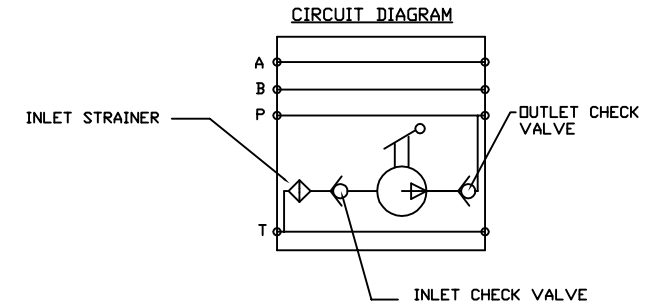 CIRCUIT DIAGRAM
A
B
P
INLET STRAINER
OUTLET CHECK
VALVE
T
INLET CHECK VALVE